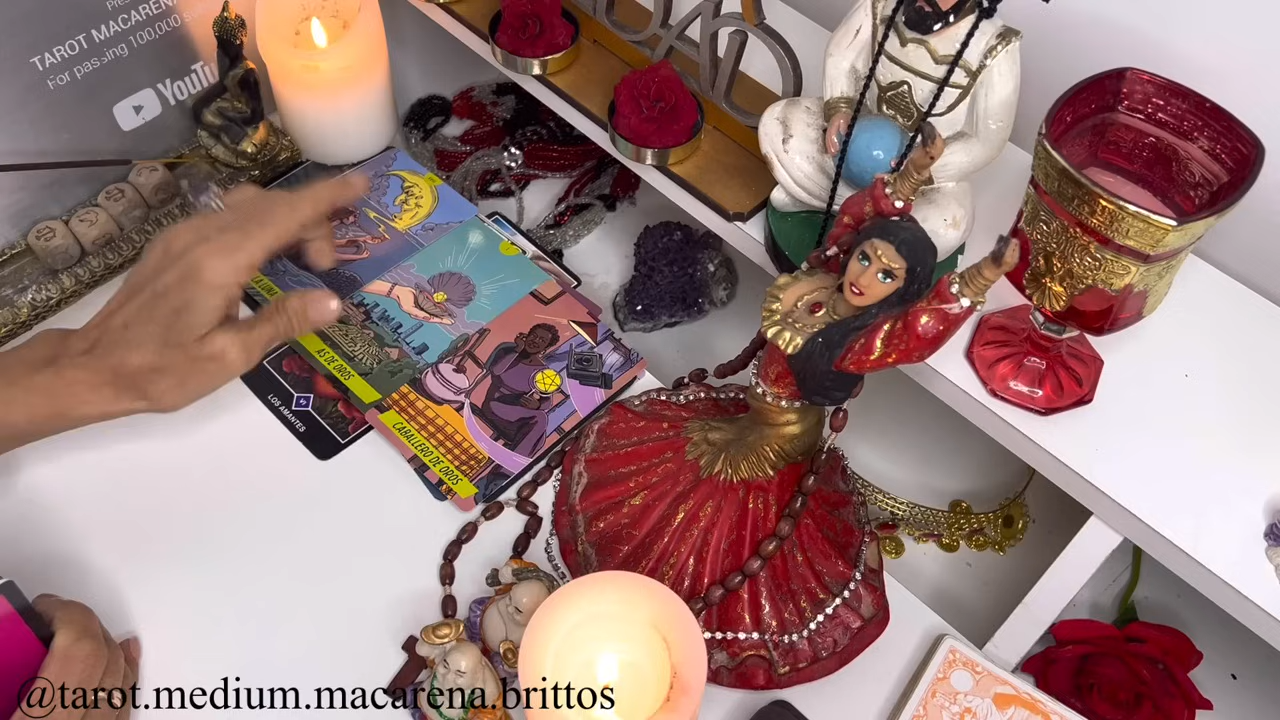 TAROT MACARENA
For passing 100,000
YouTu
LA LUNA
AS DE OROS
CABALLERO DE OROS
LOS AMANTES
@tarot.medium.macarena.brittos